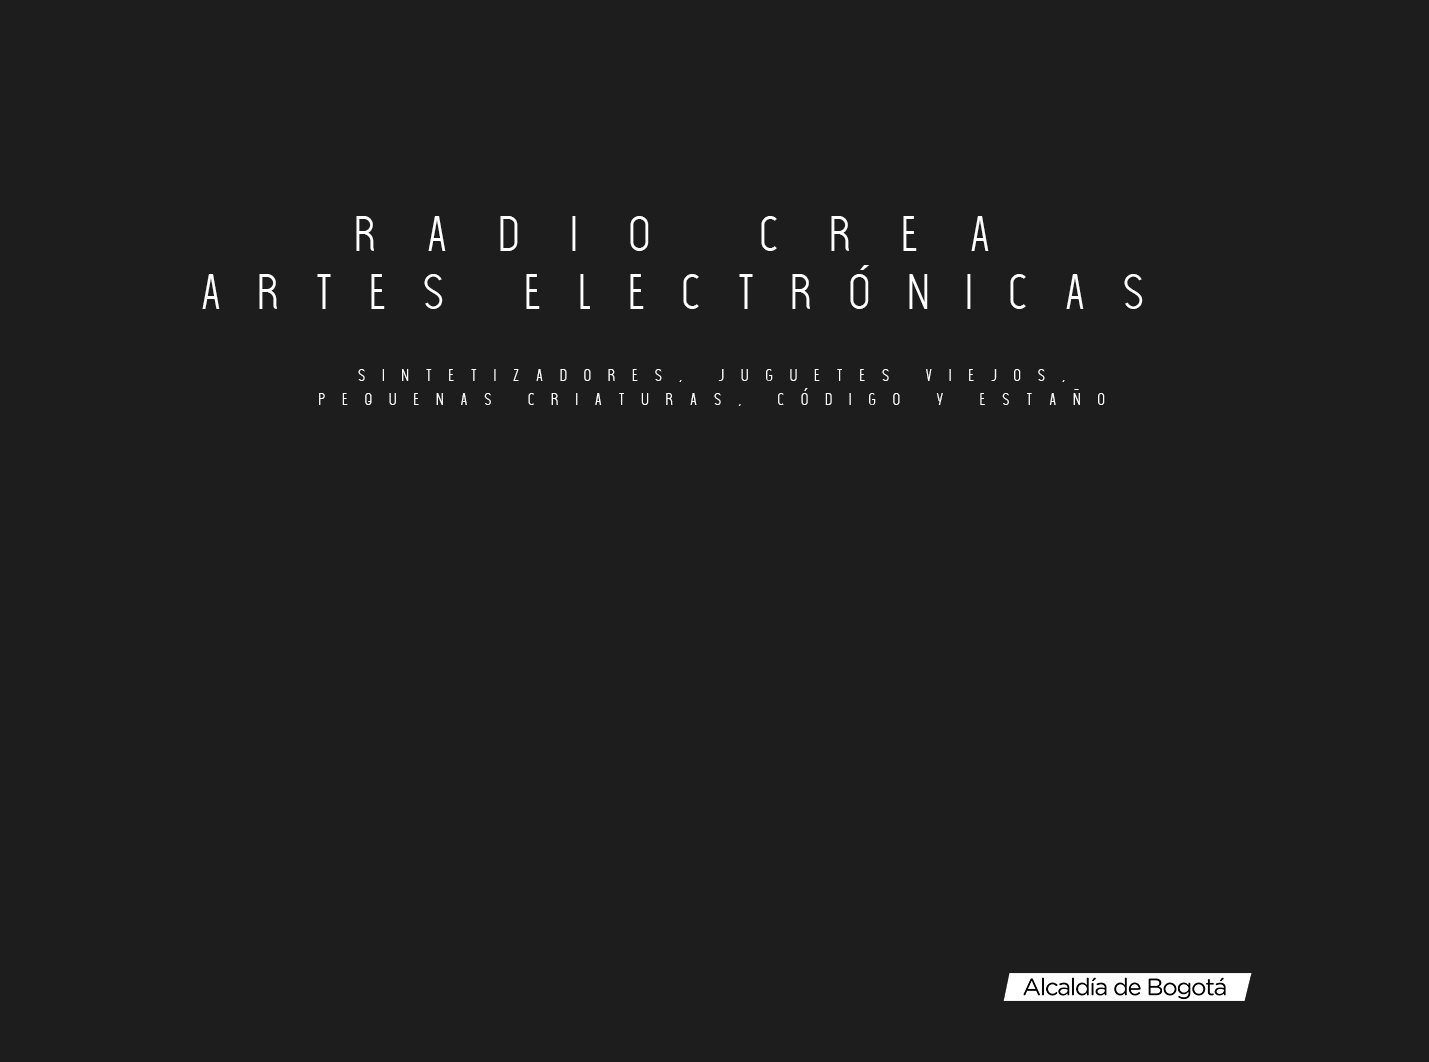 RADIO CREA
ARTES ELECTRÓNICAS
SINTETIZADORES, JUGUETES VIEJOS,
PEQUENAS CRIATURAS, CÓDIGO Y ESTAÑO
Alcaldía de Bogotá